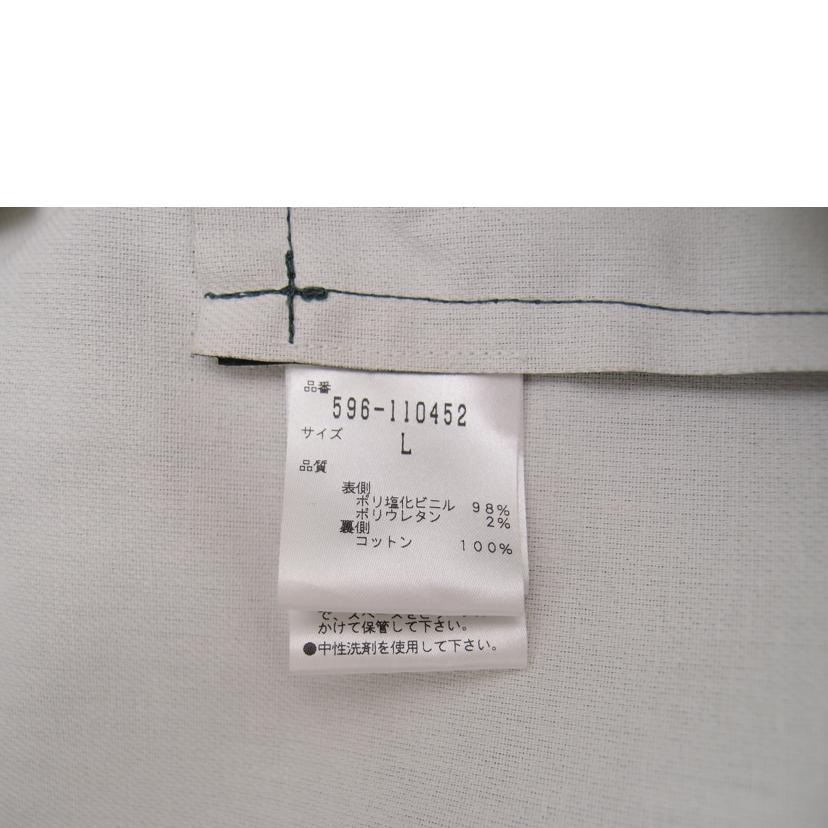 品番
596-110452
サイズ
L
品質
表側
ポリ塩化ビニル 98%
ポリウレタン 2%
裏側
コットン 100%
かけて保管して下さい。
●中性洗剤を使用して下さい。